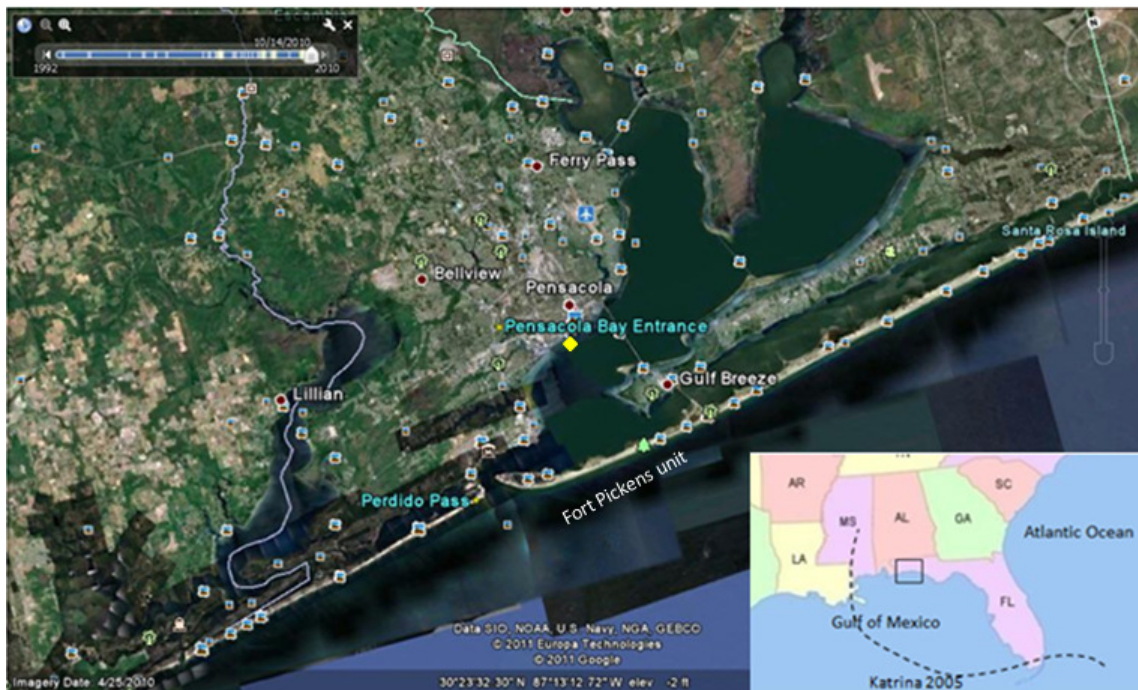 10/14/2010
1992
2010
Ferry Pass
Santa Rosa Island
Bellview
Pensacola
Pensacola Bay Entrance
Gulf Breeze
Lillian
Fort Pickens unit
Perdido Pass
AR
SC
MS
AL
GA
Atlantic Ocean
LA
FL
Gulf of Mexico
Katrina 2005
Data SIO, NOAA, U.S. Navy, NGA, GEBCO
© 2011 Europa Technologies
© 2011 Google
Imagery Date: 4/25/2010
30°23'32.30" N 87°13'12.72" W elev -2 ft